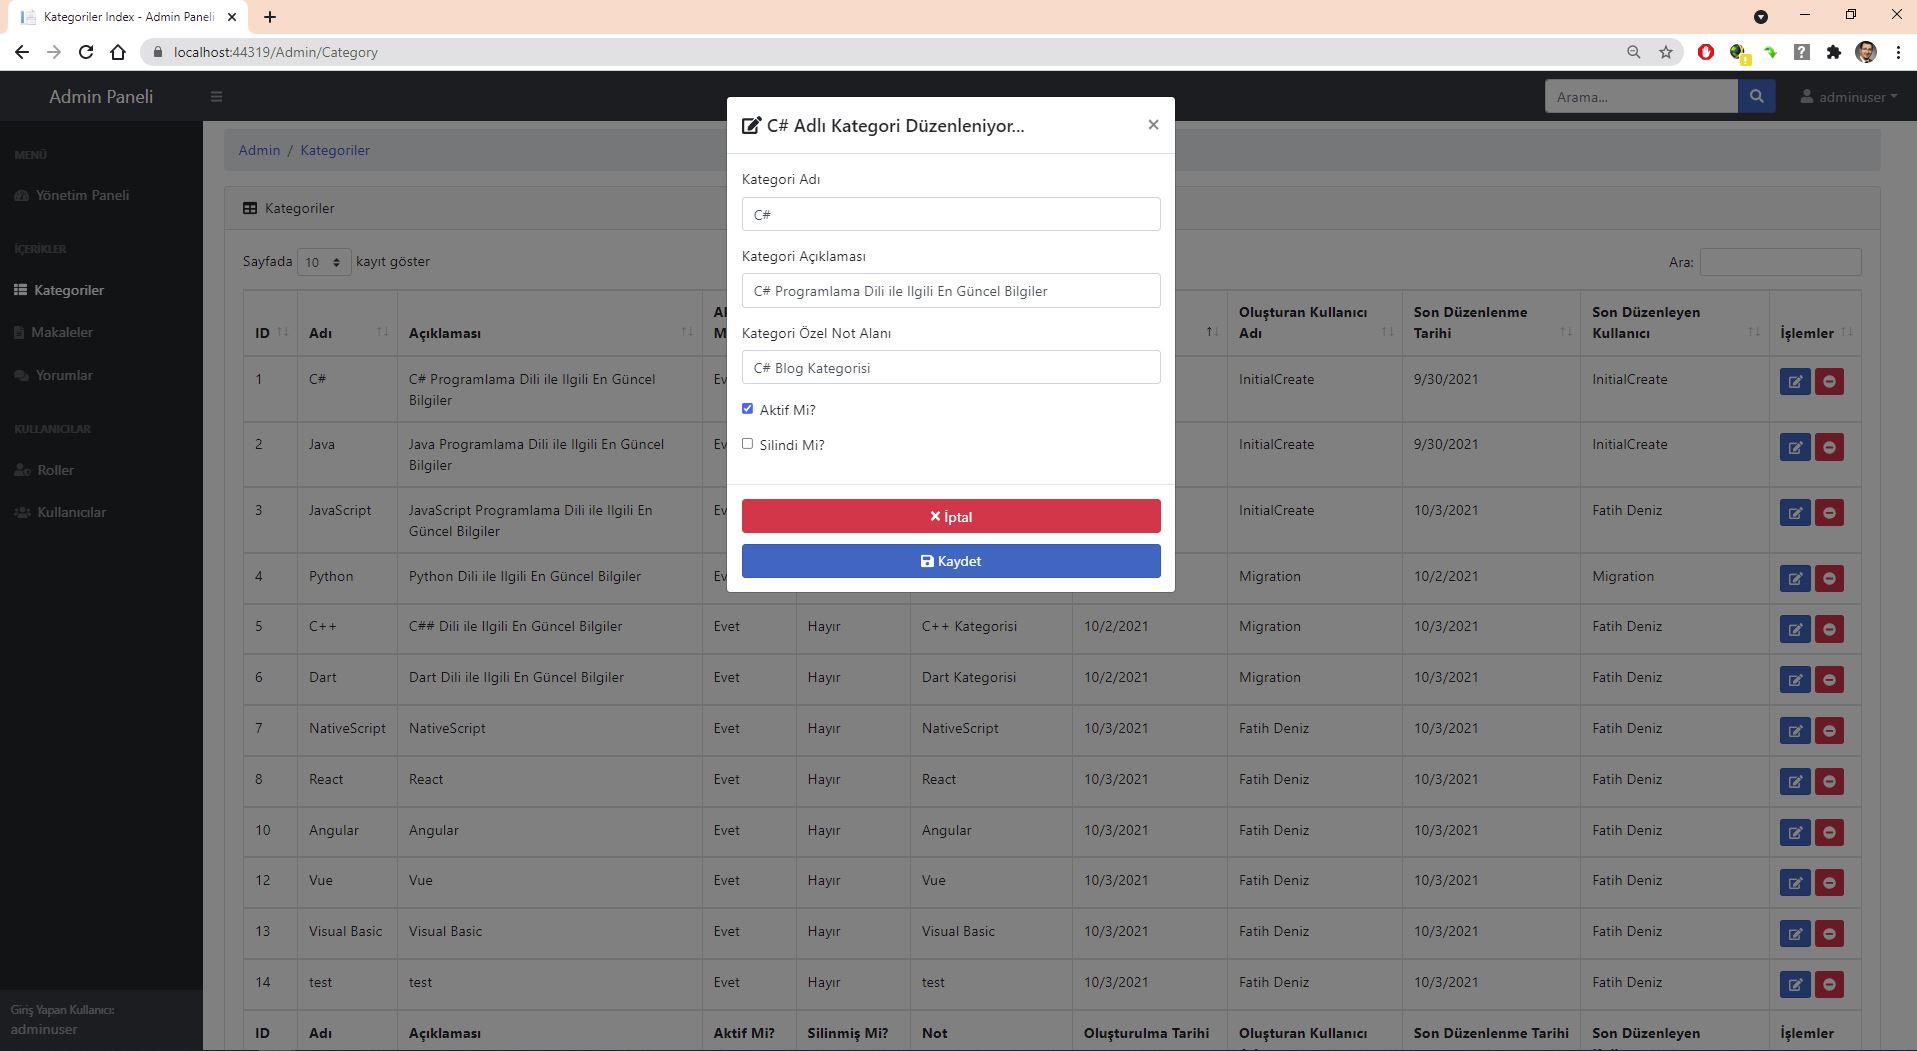 Kategoriler Index - Admin Paneli
localhost:44319/Admin/Category
Admin Paneli
Arama...
adminuser
MENÜ
Yönetim Paneli
İÇERİKLER
Kategoriler
Makaleler
Yorumlar
KULLANICILAR
Roller
Kullanıcılar
Giriş Yapan Kullanıcı:
adminuser
Admin / Kategoriler
Kategoriler
Sayfada 10 kayıt göster
Ara:
C# Adlı Kategori Düzenleniyor...
Kategori Adı
C#
Kategori Açıklaması
C# Programlama Dili ile Ilgili En Güncel Bilgiler
Kategori Özel Not Alanı
C# Blog Kategorisi
Aktif Mi?
Silindi Mi?
İptal
Kaydet
ID Adı Açıklaması Oluşturan Kullanıcı Adı Son Düzenlenme Tarihi Son Düzenleyen Kullanıcı İşlemler
1 C# C# Programlama Dili ile Ilgili En Güncel Bilgiler InitialCreate 9/30/2021 InitialCreate
2 Java Java Programlama Dili ile Ilgili En Güncel Bilgiler InitialCreate 9/30/2021 InitialCreate
3 JavaScript JavaScript Programlama Dili ile Ilgili En Güncel Bilgiler InitialCreate 10/3/2021 Fatih Deniz
4 Python Python Dili ile Ilgili En Güncel Bilgiler Migration 10/2/2021 Migration
5 C++ C## Dili ile Ilgili En Güncel Bilgiler Evet Hayır C++ Kategorisi 10/2/2021 Migration 10/3/2021 Fatih Deniz
6 Dart Dart Dili ile Ilgili En Güncel Bilgiler Evet Hayır Dart Kategorisi 10/2/2021 Migration 10/3/2021 Fatih Deniz
7 NativeScript NativeScript Evet Hayır NativeScript 10/3/2021 Fatih Deniz 10/3/2021 Fatih Deniz
8 React React Evet Hayır React 10/3/2021 Fatih Deniz 10/3/2021 Fatih Deniz
10 Angular Angular Evet Hayır Angular 10/3/2021 Fatih Deniz 10/3/2021 Fatih Deniz
12 Vue Vue Evet Hayır Vue 10/3/2021 Fatih Deniz 10/3/2021 Fatih Deniz
13 Visual Basic Visual Basic Evet Hayır Visual Basic 10/3/2021 Fatih Deniz 10/3/2021 Fatih Deniz
14 test test Evet Hayır test 10/3/2021 Fatih Deniz 10/3/2021 Fatih Deniz
ID Adı Açıklaması Aktif Mi? Silinmiş Mi? Not Oluşturulma Tarihi Oluşturan Kullanıcı Son Düzenlenme Tarihi Son Düzenleyen İşlemler